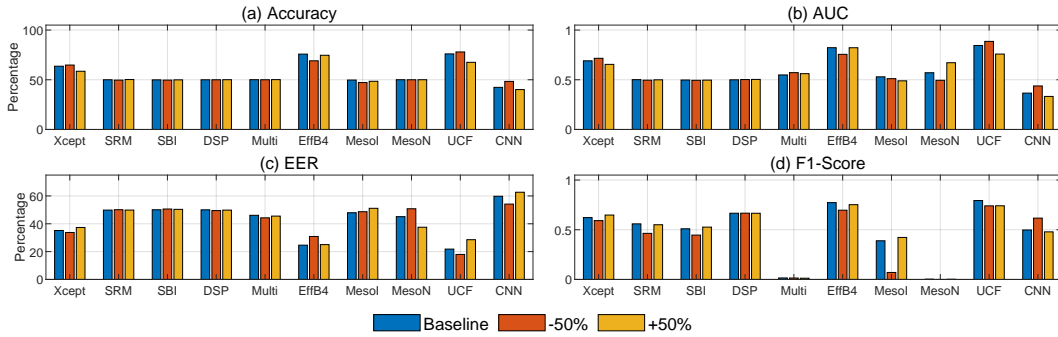 (a) Accuracy
Percentage
100
50
0
Xcept SRM SBI DSP Multi EffB4 MesoI MesoN UCF CNN
(b) AUC
1
0.5
0
Xcept SRM SBI DSP Multi EffB4 MesoI MesoN UCF CNN
(c) EER
Percentage
60
40
20
0
Xcept SRM SBI DSP Multi EffB4 MesoI MesoN UCF CNN
(d) F1-Score
1
0.5
0
Xcept SRM SBI DSP Multi EffB4 MesoI MesoN UCF CNN
Baseline -50% +50%